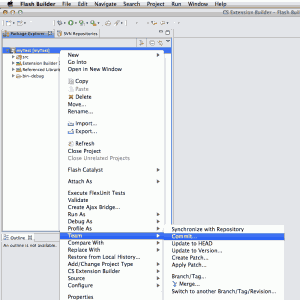 Flash Builder File Edit Navigate Search Project Run Window Help
CS Extension Builder - Flash Builder
Package Explorer SVN Repositories
mytest [mytest]
src
Extension Builder
Referenced Librar
bin-debug
New
Go Into
Open in New Window
Copy
Paste
Delete
Move...
Rename...
Import...
Export...
Refresh
Close Project
Close Unrelated Projects
Flash Catalyst
Attach As
Execute FlexUnit Tests
Validate
Create Ajax Bridge...
Run As
Debug As
Profile As
Team
Compare With
Replace With
Restore from Local History...
Add/Change Project Type
CS Extension Builder
Source
Configure
Properties
Synchronize with Repository
Commit...
Update to HEAD
Update to Version...
Create Patch...
Apply Patch...
Branch/Tag...
Merge...
Switch to another Branch/Tag/Revision...
Outline
An outline is not available.